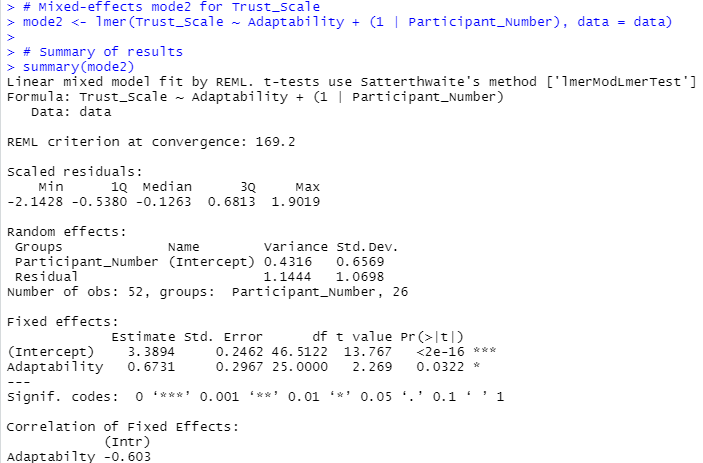 > # Mixed-effects mode2 for Trust_Scale
> mode2 <- lmer(Trust_Scale ~ Adaptability + (1 | Participant_Number), data = data)
>
> # Summary of results
> summary(mode2)
Linear mixed model fit by REML. t-tests use Satterthwaite's method ['lmerModLmerTest']
Formula: Trust_Scale ~ Adaptability + (1 | Participant_Number)
   Data: data

REML criterion at convergence: 169.2

Scaled residuals:
    Min      1Q  Median      3Q     Max
-2.1428 -0.5380 -0.1263  0.6813  1.9019

Random effects:
 Groups             Name        Variance Std.Dev.
 Participant_Number (Intercept) 0.4316   0.6569
 Residual                       1.1444   1.0698
Number of obs: 52, groups:  Participant_Number, 26

Fixed effects:
             Estimate Std. Error      df t value Pr(>|t|)
(Intercept)    3.3894     0.2462 46.5122  13.767   <2e-16 ***
Adaptability   0.6731     0.2967 25.0000   2.269   0.0322 *
---
Signif. codes:  0 ‘***’ 0.001 ‘**’ 0.01 ‘*’ 0.05 ‘.’ 0.1 ‘ ’ 1

Correlation of Fixed Effects:
            (Intr)
Adaptabilty -0.603